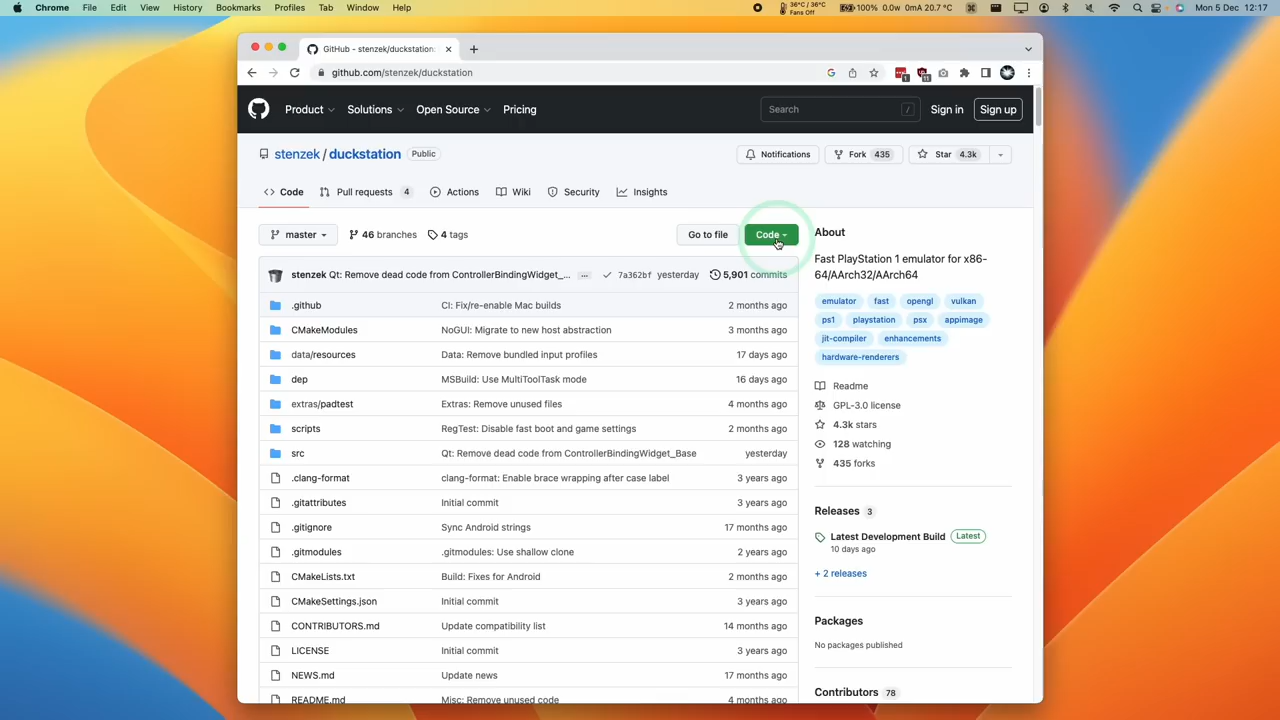 Chrome File Edit View History Bookmarks Profiles Tab Window Help 36°C / 36°C Fans Off 100% 0.0w 0mA 20.7 °C Mon 5 Dec 12:17
GitHub - stenzek/duckstation:
github.com/stenzek/duckstation
Product Solutions Open Source Pricing Search / Sign in Sign up
stenzek / duckstation Public Notifications Fork 435 Star 4.3k
Code Pull requests 4 Actions Wiki Security Insights
master 46 branches 4 tags Go to file Code
stenzek Qt: Remove dead code from ControllerBindingWidget_... ... 7a362bf yesterday 5,901 commits
.github CI: Fix/re-enable Mac builds 2 months ago
CMakeModules NoGUI: Migrate to new host abstraction 3 months ago
data/resources Data: Remove bundled input profiles 17 days ago
dep MSBuild: Use MultiToolTask mode 16 days ago
extras/padtest Extras: Remove unused files 4 months ago
scripts RegTest: Disable fast boot and game settings 2 months ago
src Qt: Remove dead code from ControllerBindingWidget_Base yesterday
.clang-format clang-format: Enable brace wrapping after case label 3 years ago
.gitattributes Initial commit 3 years ago
.gitignore Sync Android strings 17 months ago
.gitmodules .gitmodules: Use shallow clone 2 years ago
CMakeLists.txt Build: Fixes for Android 2 months ago
CMakeSettings.json Initial commit 3 years ago
CONTRIBUTORS.md Update compatibility list 14 months ago
LICENSE Initial commit 3 years ago
NEWS.md Update news 17 months ago
README.md Misc: Remove unused code 4 months ago
About
Fast PlayStation 1 emulator for x86-
64/AArch32/AArch64
emulator fast opengl vulkan
ps1 playstation psx appimage
jit-compiler enhancements
hardware-renderers
Readme
GPL-3.0 license
4.3k stars
128 watching
435 forks
Releases 3
Latest Development Build Latest
10 days ago
+ 2 releases
Packages
No packages published
Contributors 78